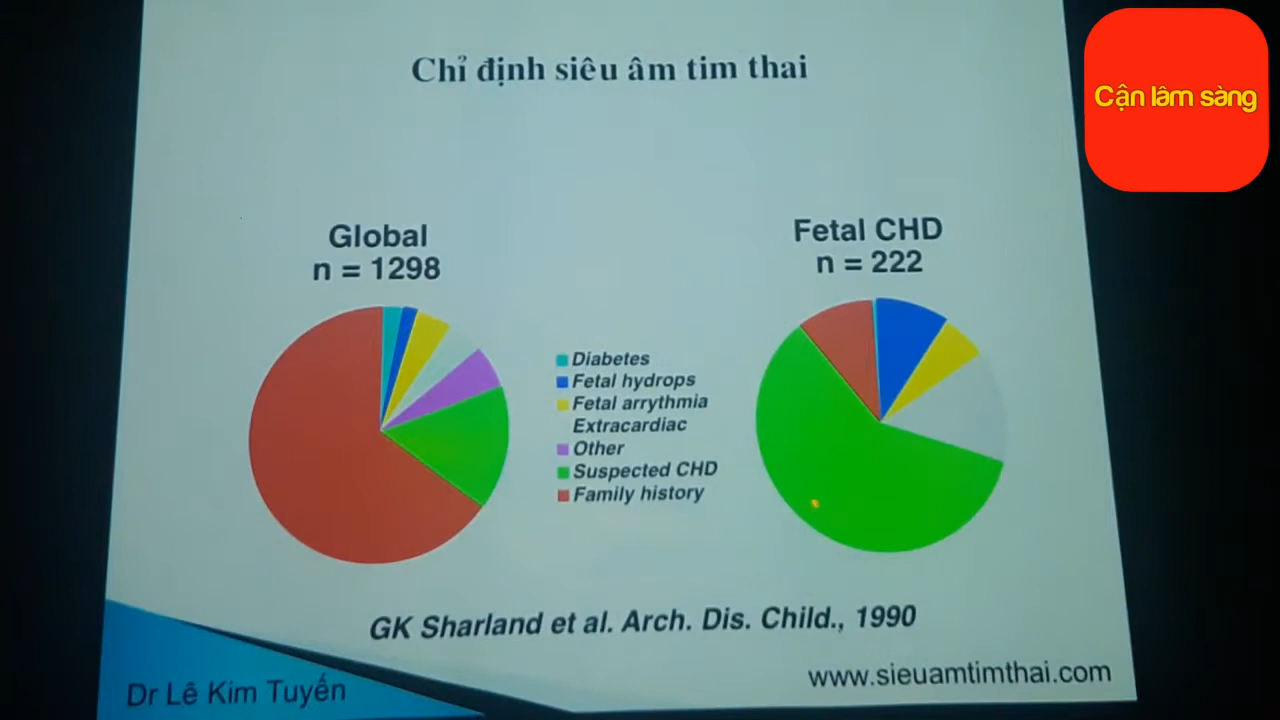 Chỉ định siêu âm tim thai
Cận lâm sàng
Global
n = 1298
Fetal CHD
n = 222
Diabetes
Fetal hydrops
Fetal arrythmia
Extracardiac
Other
Suspected CHD
Family history
GK Sharland et al. Arch. Dis. Child., 1990
www.sieuamtimthai.com
Dr Lê Kim Tuyến